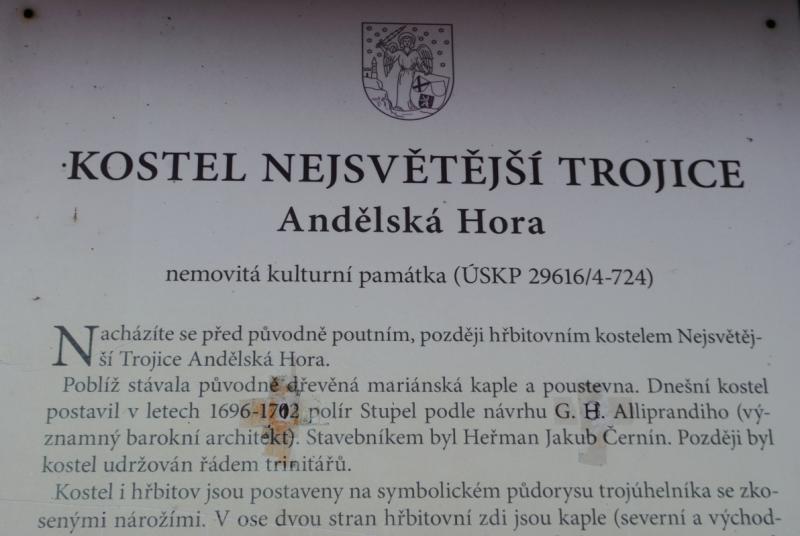 KOSTEL NEJSVĚTĚJŠÍ TROJICE
Andělská Hora
nemovitá kulturní památka (ÚSKP 29616/4-724)
Nacházíte se před původně poutním, později hřbitovním kostelem Nejsvětěj-
ší Trojice Andělská Hora.
Poblíž stávala původně dřevěná mariánská kaple a poustevna. Dnešní kostel
postavil v letech 1696-1702 polír Stupel podle návrhu G. H. Alliprandiho (vý-
znamný barokní architekt). Stavebníkem byl Heřman Jakub Černín. Později byl
kostel udržován řádem trinitářů.
Kostel i hřbitov jsou postaveny na symbolickém půdorysu trojúhelníka se zko-
senými nárožími. V ose dvou stran hřbitovní zdi jsou kaple (severní a východ-